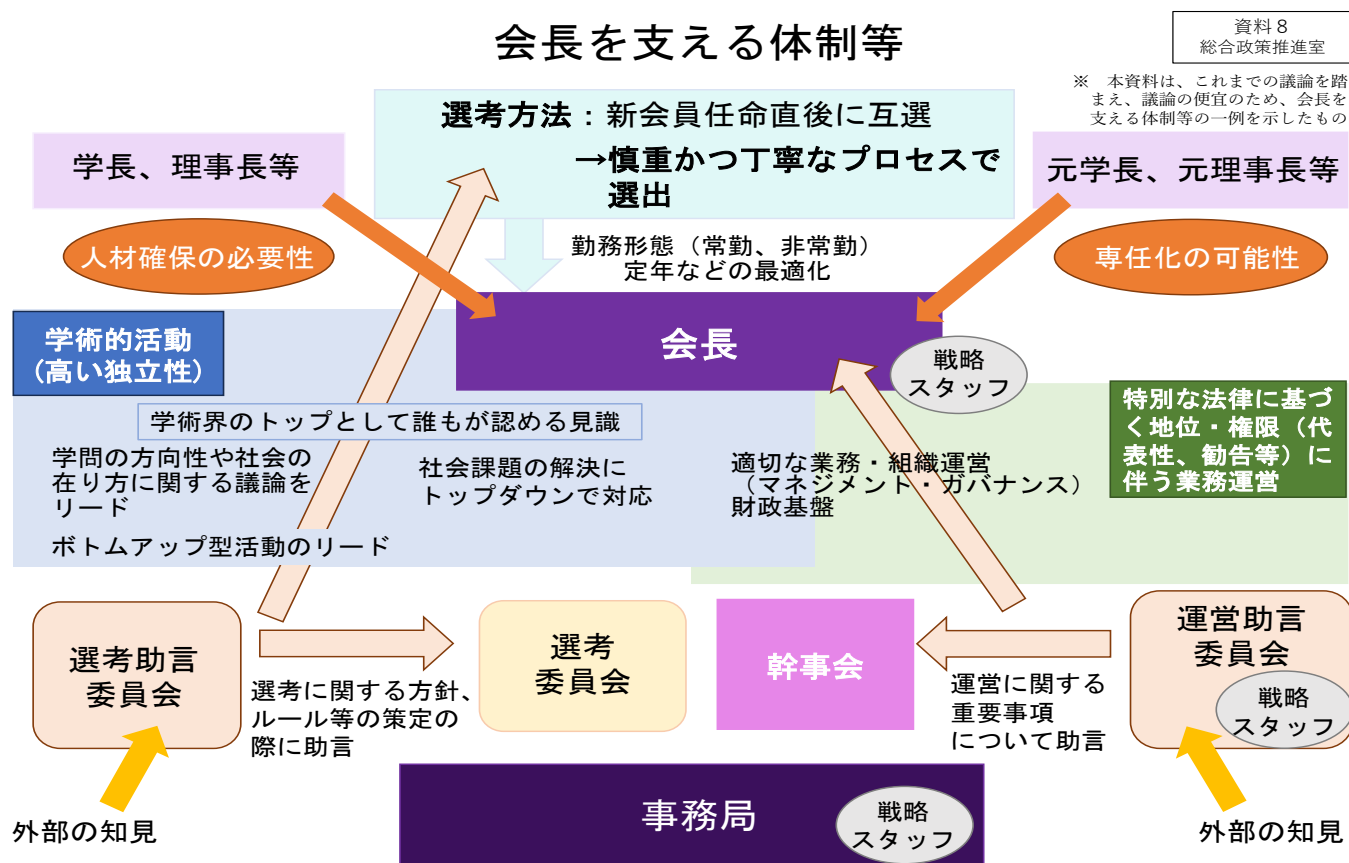 会長を支える体制等
資料８
総合政策推進室
※　本資料は、これまでの議論を踏
まえ、議論の便宜のため、会長を
支える体制等の一例を示したもの
選考方法：新会員任命直後に互選
→慎重かつ丁寧なプロセスで
選出
学長、理事長等
元学長、元理事長等
人材確保の必要性
勤務形態（常勤、非常勤）
定年などの最適化
専任化の可能性
会長
戦略
スタッフ
学術的活動
(高い独立性)
学術界のトップとして誰もが認める見識
学問の方向性や社会の
在り方に関する議論を
リード
ボトムアップ型活動のリード
社会課題の解決に
トップダウンで対応
適切な業務・組織運営
（マネジメント・ガバナンス）
財政基盤
特別な法律に基づ
く地位・権限（代
表性、勧告等）に
伴う業務運営
選考助言
委員会
選考に関する方針、
ルール等の策定の
際に助言
選考
委員会
幹事会
運営に関する
重要事項
について助言
運営助言
委員会
戦略
スタッフ
外部の知見
事務局
戦略
スタッフ
外部の知見